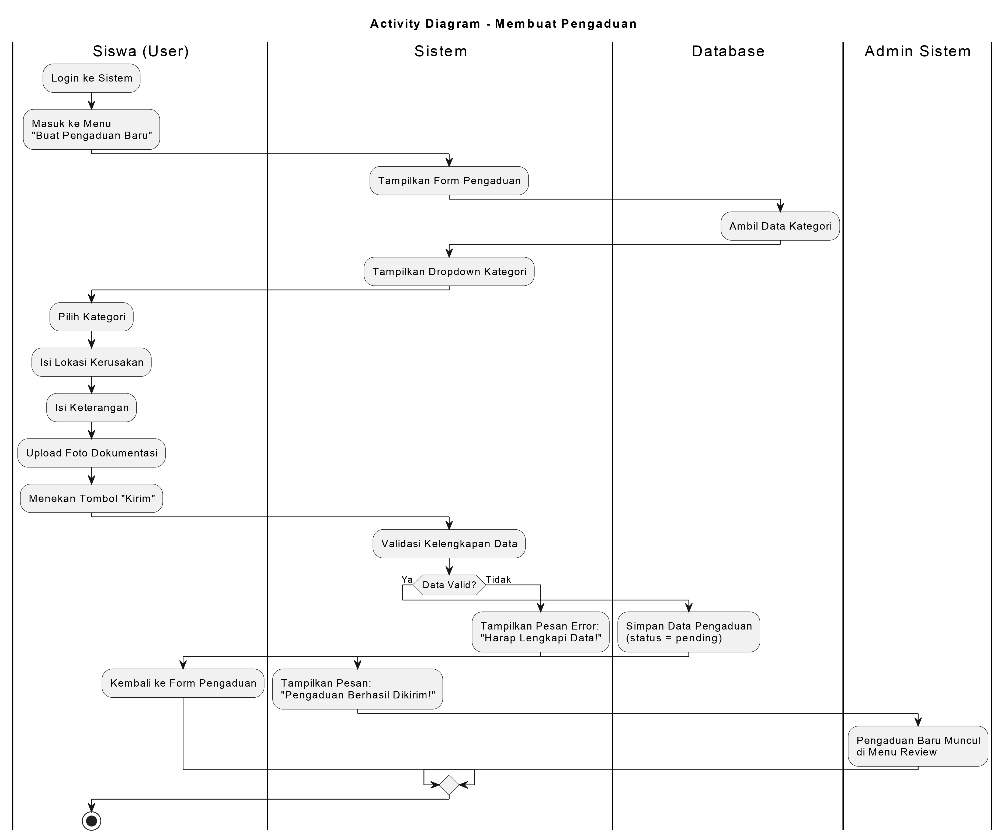 Activity Diagram - Membuat Pengaduan
Siswa (User)
Sistem
Database
Admin Sistem
Login ke Sistem
Masuk ke Menu
"Buat Pengaduan Baru"
Tampilkan Form Pengaduan
Ambil Data Kategori
Tampilkan Dropdown Kategori
Pilih Kategori
Isi Lokasi Kerusakan
Isi Keterangan
Upload Foto Dokumentasi
Menekan Tombol "Kirim"
Validasi Kelengkapan Data
Ya
Data Valid?
Tidak
Tampilkan Pesan Error:
"Harap Lengkapi Data!"
Simpan Data Pengaduan
(status = pending)
Kembali ke Form Pengaduan
Tampilkan Pesan:
"Pengaduan Berhasil Dikirim!"
Pengaduan Baru Muncul
di Menu Review